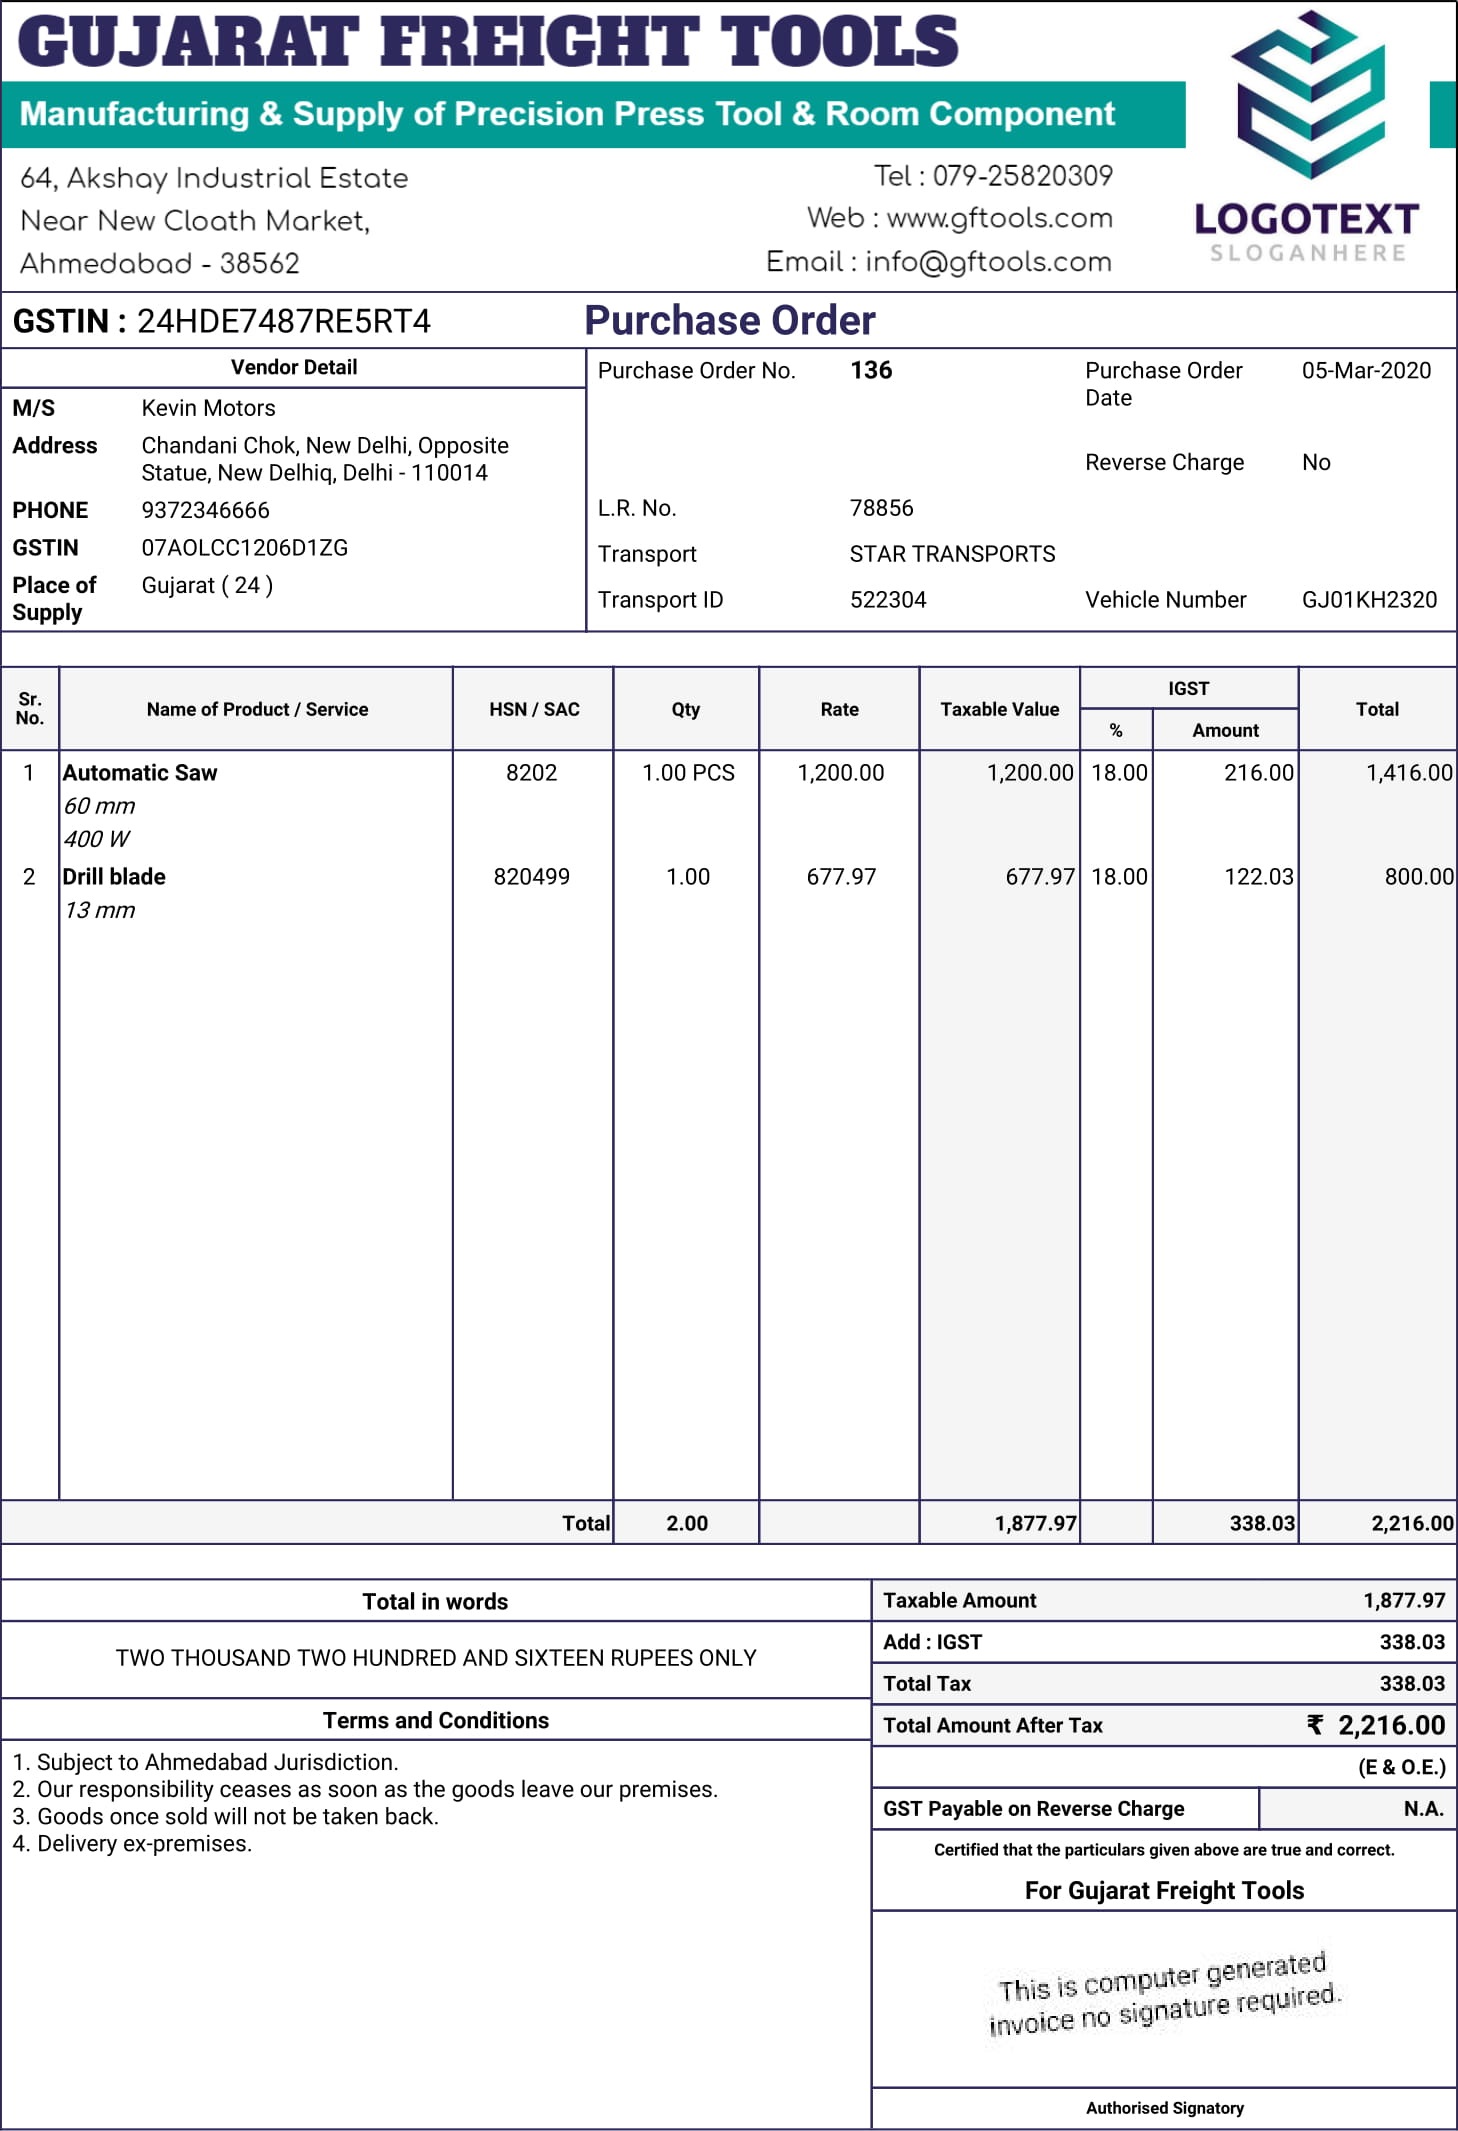 GUJARAT FREIGHT TOOLS
Manufacturing & Supply of Precision Press Tool & Room Component
64, Akshay Industrial Estate
Near New Cloath Market,
Ahmedabad - 38562
Tel : 079-25820309
Web : www.gftools.com
Email : info@gftools.com
LOGOTEXT
SLOGANHERE
GSTIN : 24HDE7487RE5RT4
Purchase Order
Vendor Detail
M/S Kevin Motors
Address Chandani Chok, New Delhi, Opposite
Statue, New Delhiq, Delhi - 110014
PHONE 9372346666
GSTIN 07AOLCC1206D1ZG
Place of Gujarat ( 24 )
Supply
Purchase Order No. 136 Purchase Order 05-Mar-2020
Date
Reverse Charge No
L.R. No. 78856
Transport STAR TRANSPORTS
Transport ID 522304 Vehicle Number GJ01KH2320
Sr.
No.
Name of Product / Service HSN / SAC Qty Rate Taxable Value IGST Total
% Amount
1 Automatic Saw 8202 1.00 PCS 1,200.00 1,200.00 18.00 216.00 1,416.00
60 mm
400 W
2 Drill blade 820499 1.00 677.97 677.97 18.00 122.03 800.00
13 mm
Total 2.00 1,877.97 338.03 2,216.00
Total in words
TWO THOUSAND TWO HUNDRED AND SIXTEEN RUPEES ONLY
Terms and Conditions
1. Subject to Ahmedabad Jurisdiction.
2. Our responsibility ceases as soon as the goods leave our premises.
3. Goods once sold will not be taken back.
4. Delivery ex-premises.
Taxable Amount 1,877.97
Add : IGST 338.03
Total Tax 338.03
Total Amount After Tax ₹ 2,216.00
(E & O.E.)
GST Payable on Reverse Charge N.A.
Certified that the particulars given above are true and correct.
For Gujarat Freight Tools
This is computer generated
invoice no signature required.
Authorised Signatory